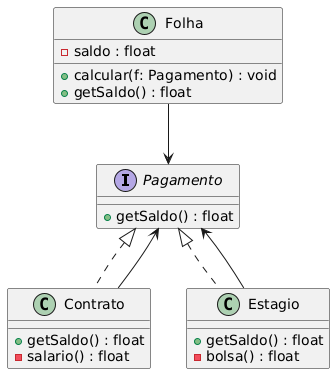 C Folha
saldo : float
calcular(f: Pagamento) : void
getSaldo() : float
I Pagamento
getSaldo() : float
C Contrato
getSaldo() : float
salario() : float
C Estagio
getSaldo() : float
bolsa() : float